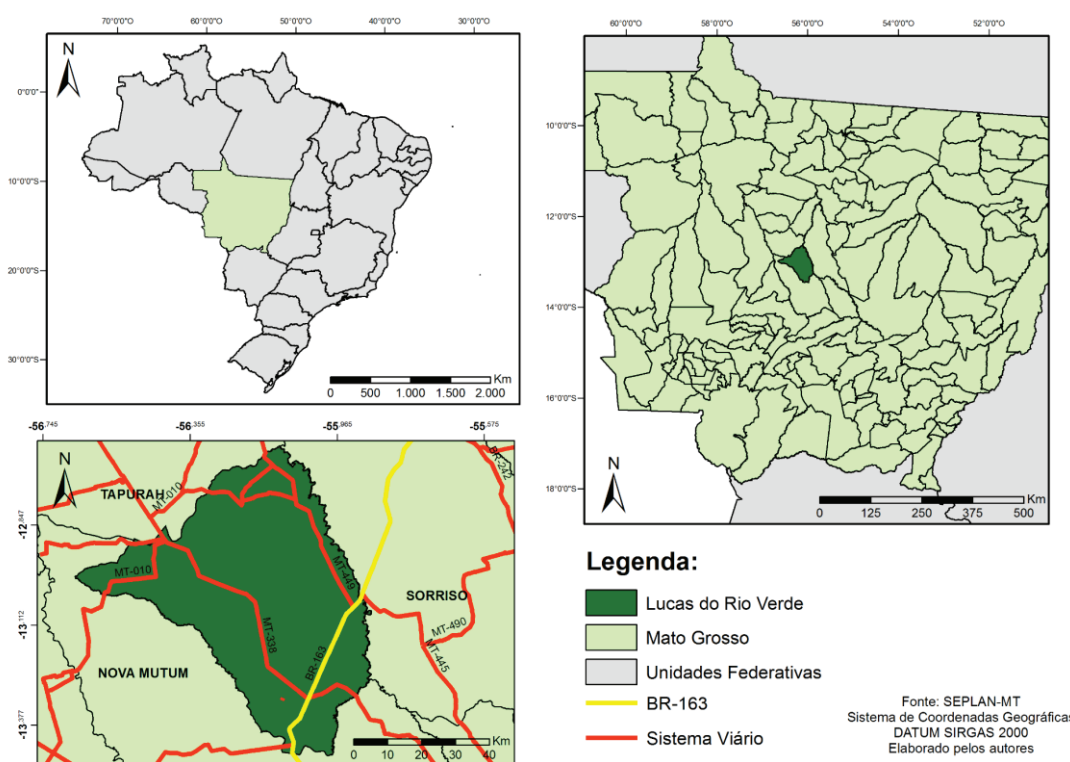 70°0'0"W 60°0'0"W 50°0'0"W 40°0'0"W 30°0'0"W
N
0°0'0"
10°0'0"S
20°0'0"S
30°0'0"S
Km
0 500 1.000 1.500 2.000
60°0'0"W 58°0'0"W 56°0'0"W 54°0'0"W 52°0'0"W
10°0'0"S
12°0'0"S
14°0'0"S
16°0'0"S
18°0'0"S
N
Km
0 125 250 375 500
-56.745 -56.355 -55.965 -55.575
N
-12.847
-13.112
-13.377
TAPURAH
MT-010
BR-242
MT-010
MT-449
SORRISO
MT-490
MT-338
MT-445
NOVA MUTUM
BR-163
Km
0 10 20 30 40
Legenda:
Lucas do Rio Verde
Mato Grosso
Unidades Federativas
BR-163
Sistema Viário
Fonte: SEPLAN-MT
Sistema de Coordenadas Geográficas
DATUM SIRGAS 2000
Elaborado pelos autores